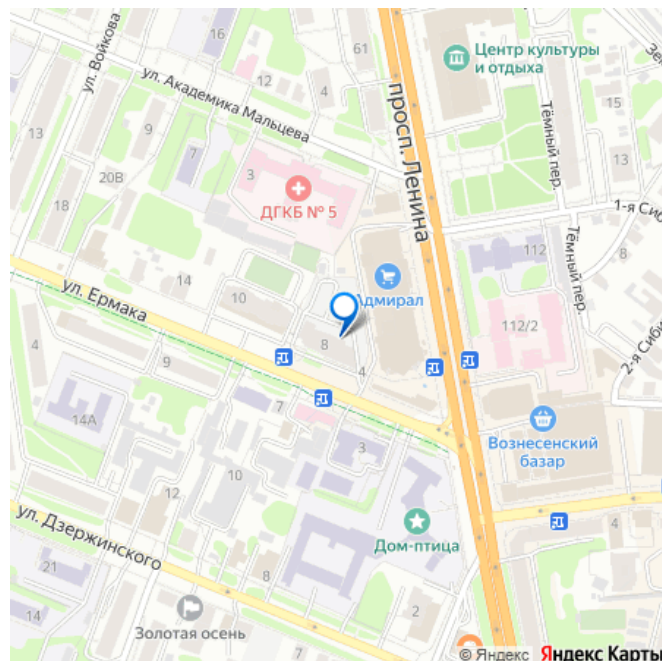 16
61
Центр культуры
и отдыха
ул. Войкова
12
4
ул. Академика Мальцева
просп. Ленина
Тёмный пер.
15
13
9
7
3
13
20В
ДГКБ № 5
18
1-я Сиб
112
Тёмный пер.
8
14
10
Адмирал
ул. Ермака
112/2
2-я Сиби
8
4
4
9
14А
7
3
Вознесенский
базар
10
12
ул. Дзержинского
Дом-птица
4
21
8
14
2
Золотая осень
7
4
© Яндекс Яндекс Карты